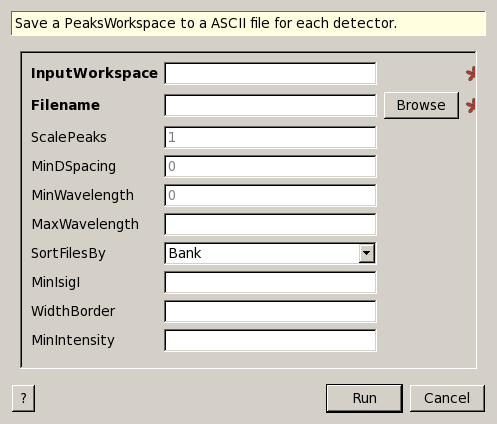 Save a PeaksWorkspace to a ASCII file for each detector.
InputWorkspace *
Filename Browse *
ScalePeaks 1
MinDSpacing 0
MinWavelength 0
MaxWavelength
SortFilesBy Bank
MinIsigI
WidthBorder
MinIntensity
? Run Cancel